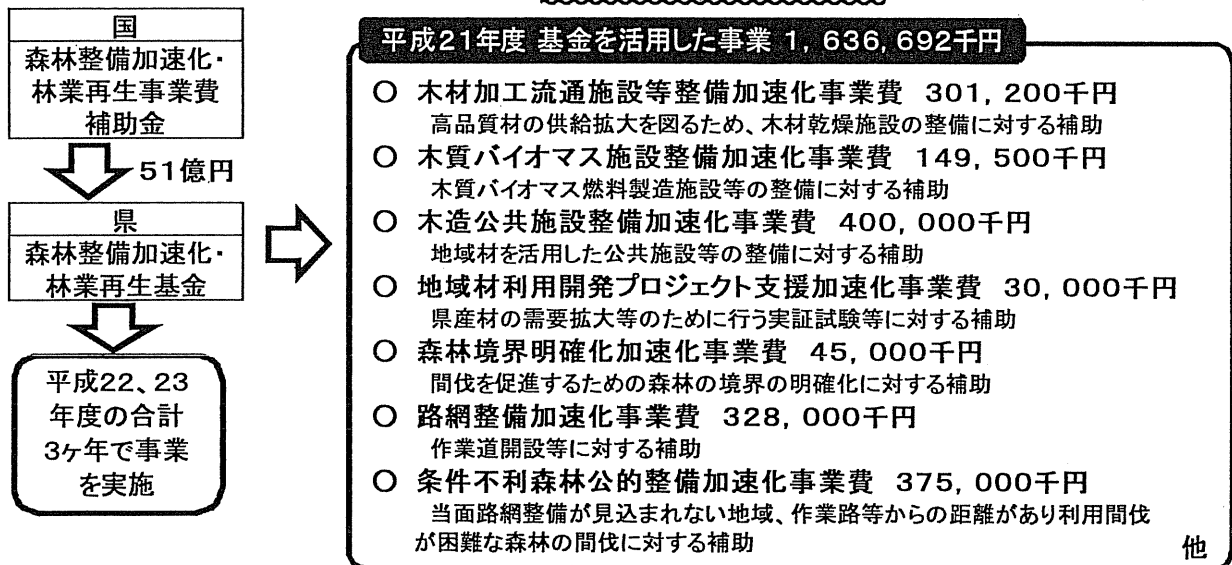 国
森林整備加速化・
林業再生事業費
補助金
51億円
県
森林整備加速化・
林業再生基金
平成22、23
年度の合計
3ヶ年で事業
を実施
平成21年度 基金を活用した事業 1,636,692千円
○ 木材加工流通施設等整備加速化事業費 301,200千円
高品質材の供給拡大を図るため、木材乾燥施設の整備に対する補助
○ 木質バイオマス施設整備加速化事業費 149,500千円
木質バイオマス燃料製造施設等の整備に対する補助
○ 木造公共施設整備加速化事業費 400,000千円
地域材を活用した公共施設等の整備に対する補助
○ 地域材利用開発プロジェクト支援加速化事業費 30,000千円
県産材の需要拡大等のために行う実証試験等に対する補助
○ 森林境界明確化加速化事業費 45,000千円
間伐を促進するための森林の境界の明確化に対する補助
○ 路網整備加速化事業費 328,000千円
作業道開設等に対する補助
○ 条件不利森林公的整備加速化事業費 375,000千円
当面路網整備が見込まれない地域、作業路等からの距離があり利用間伐
が困難な森林の間伐に対する補助
他